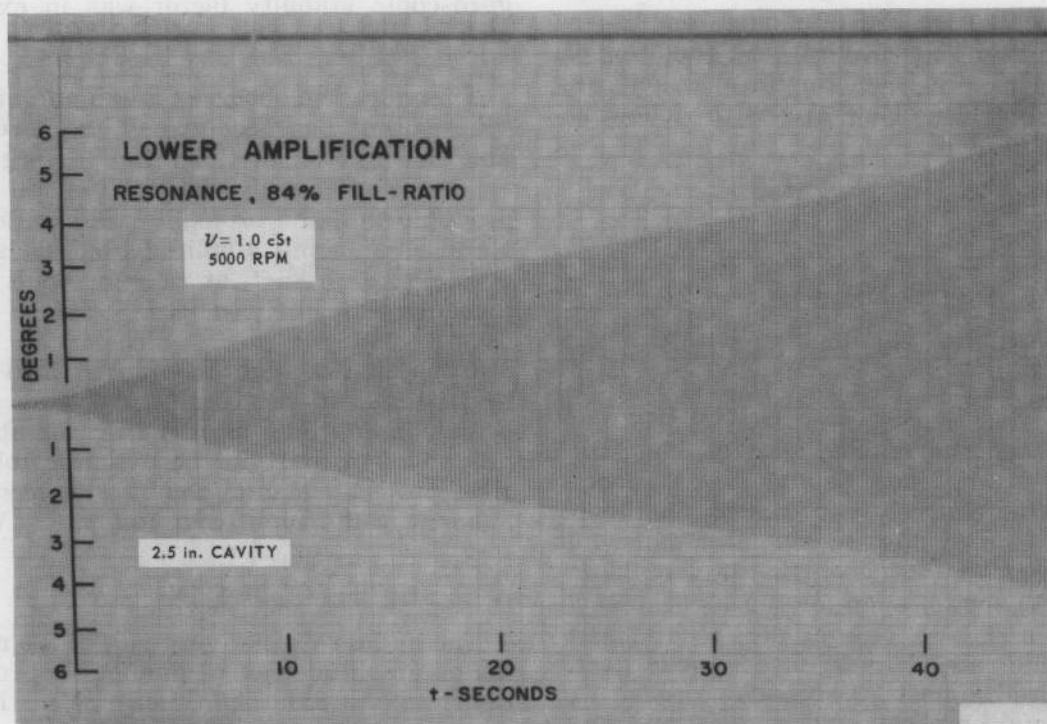 LOWER AMPLIFICATION
RESONANCE, 84% FILL-RATIO
ν = 1.0 cSt
5000 RPM
6
5
4
3
2
1
DEGREES
1
2
3
4
5
6
2.5 in. CAVITY
10 20 30 40
t-SECONDS